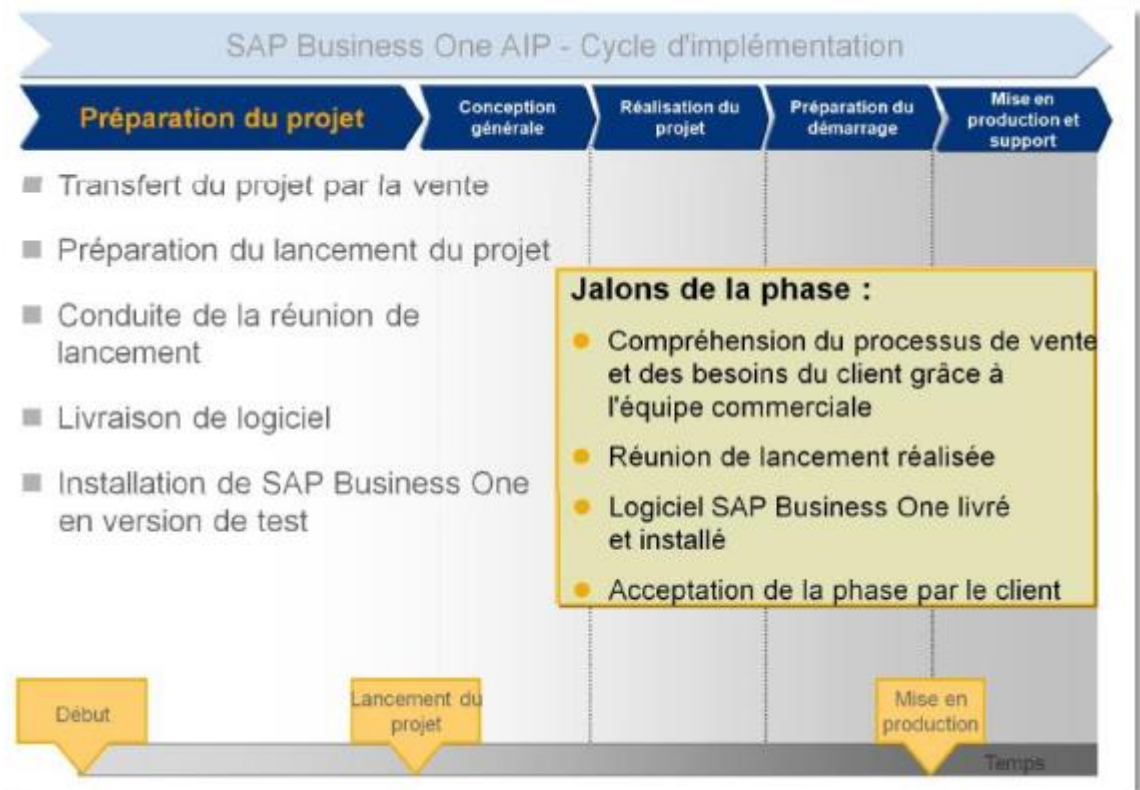 SAP Business One AIP - Cycle d'implémentation
Préparation du projet
Conception
générale
Réalisation du
projet
Préparation du
démarrage
Mise en
production et
support
Transfert du projet par la vente
Préparation du lancement du projet
Conduite de la réunion de
lancement
Livraison de logiciel
Installation de SAP Business One
en version de test
Jalons de la phase :
Compréhension du processus de vente
et des besoins du client grâce à
l'équipe commerciale
Réunion de lancement réalisée
Logiciel SAP Business One livré
et installé
Acceptation de la phase par le client
Début
Lancement du
projet
Mise en
production
Temps